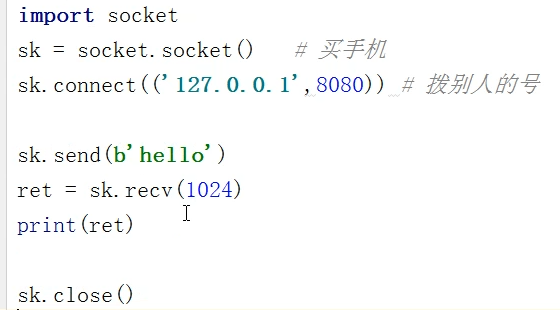 import socket
sk = socket.socket()   # 买手机
sk.connect(('127.0.0.1',8080)) # 拨别人的号
sk.send(b'hello')
ret = sk.recv(1024)
print(ret)
sk.close()